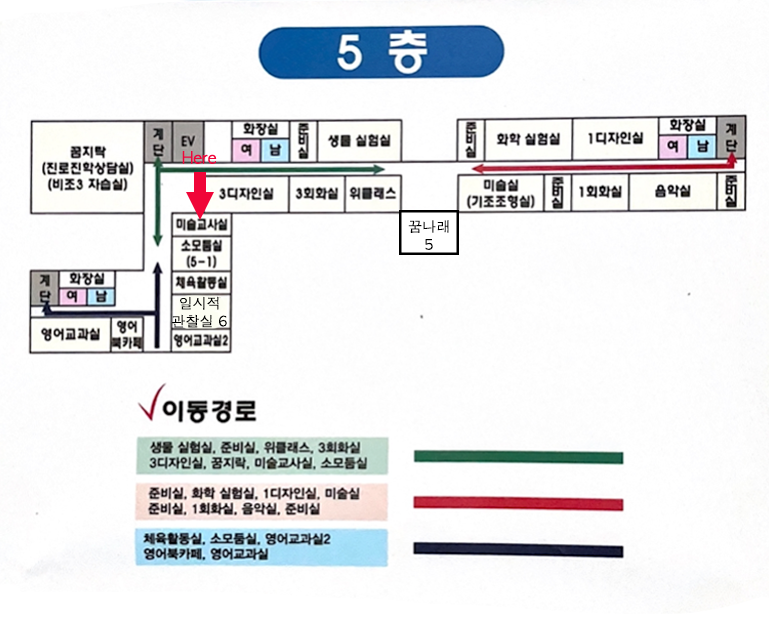 5 층
꿈지락
(진로진학상담실)
(비조3 자습실)
계단
EV
화장실
여 남
준비실
생물 실험실
준비실
화학 실험실
1디자인실
화장실
여 남
계단
Here
3디자인실
3회화실
위클래스
미술실
(기조조형실)
준비실
1회화실
음악실
준비실
꿈나래
5
미술교사실
소모둠실
(5-1)
체육활동실
일시적
관찰실 6
영어교과실2
계단
화장실
여 남
영어교과실
영어
북카페
이동경로
생물 실험실, 준비실, 위클래스, 3회화실
3디자인실, 꿈지락, 미술교사실, 소모둠실
준비실, 화학 실험실, 1디자인실, 미술실
준비실, 1회화실, 음악실, 준비실
체육활동실, 소모둠실, 영어교과실2
영어북카페, 영어교과실